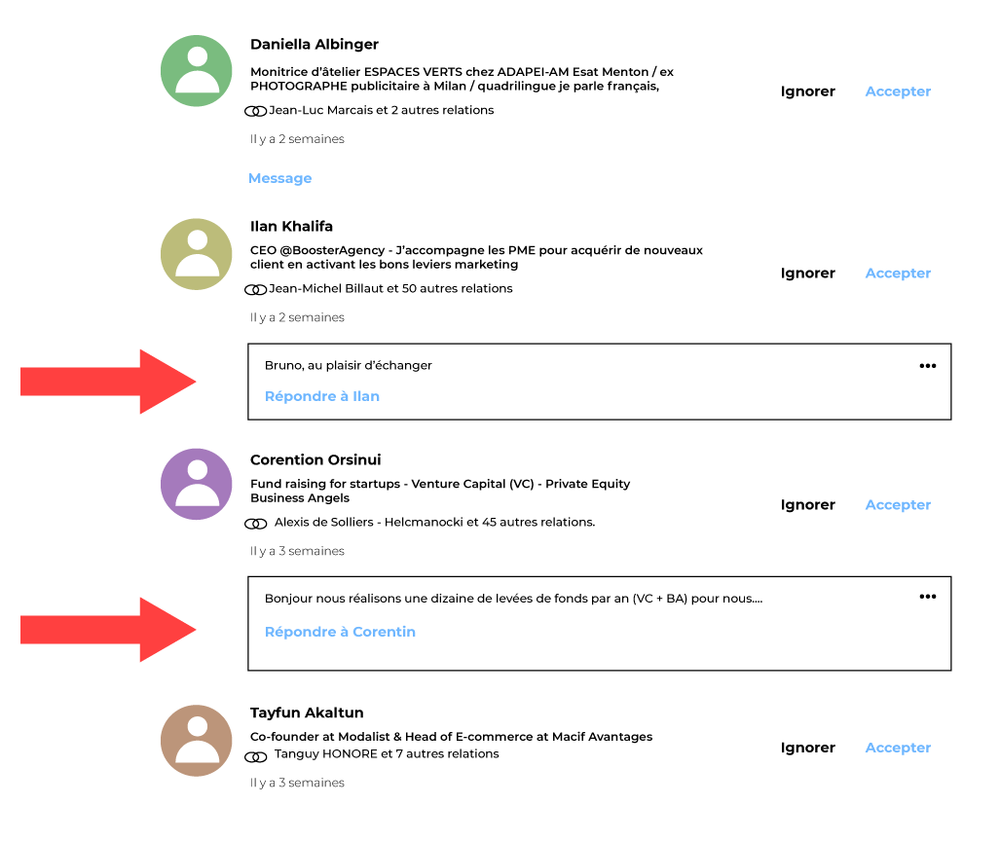 Daniella Albinger
Monitrice d’âtelier ESPACES VERTS chez ADAPEI-AM Esat Menton / ex
PHOTOGRAPHE publicitaire à Milan / quadrilingue je parle français,
Ignorer
Accepter
Jean-Luc Marcais et 2 autres relations
Il y a 2 semaines
Message
Ilan Khalifa
CEO @BoosterAgency - J’accompagne les PME pour acquérir de nouveaux
client en activant les bons leviers marketing
Ignorer
Accepter
Jean-Michel Billaut et 50 autres relations
Il y a 2 semaines
Bruno, au plaisir d’échanger
Répondre à Ilan
Corention Orsinui
Fund raising for startups - Venture Capital (VC) - Private Equity
Business Angels
Ignorer
Accepter
Alexis de Solliers - Helcmanocki et 45 autres relations.
Il y a 3 semaines
Bonjour nous réalisons une dizaine de levées de fonds par an (VC + BA) pour nous....
Répondre à Corentin
Tayfun Akaltun
Co-founder at Modalist & Head of E-commerce at Macif Avantages
Ignorer
Accepter
Tanguy HONORE et 7 autres relations
Il y a 3 semaines